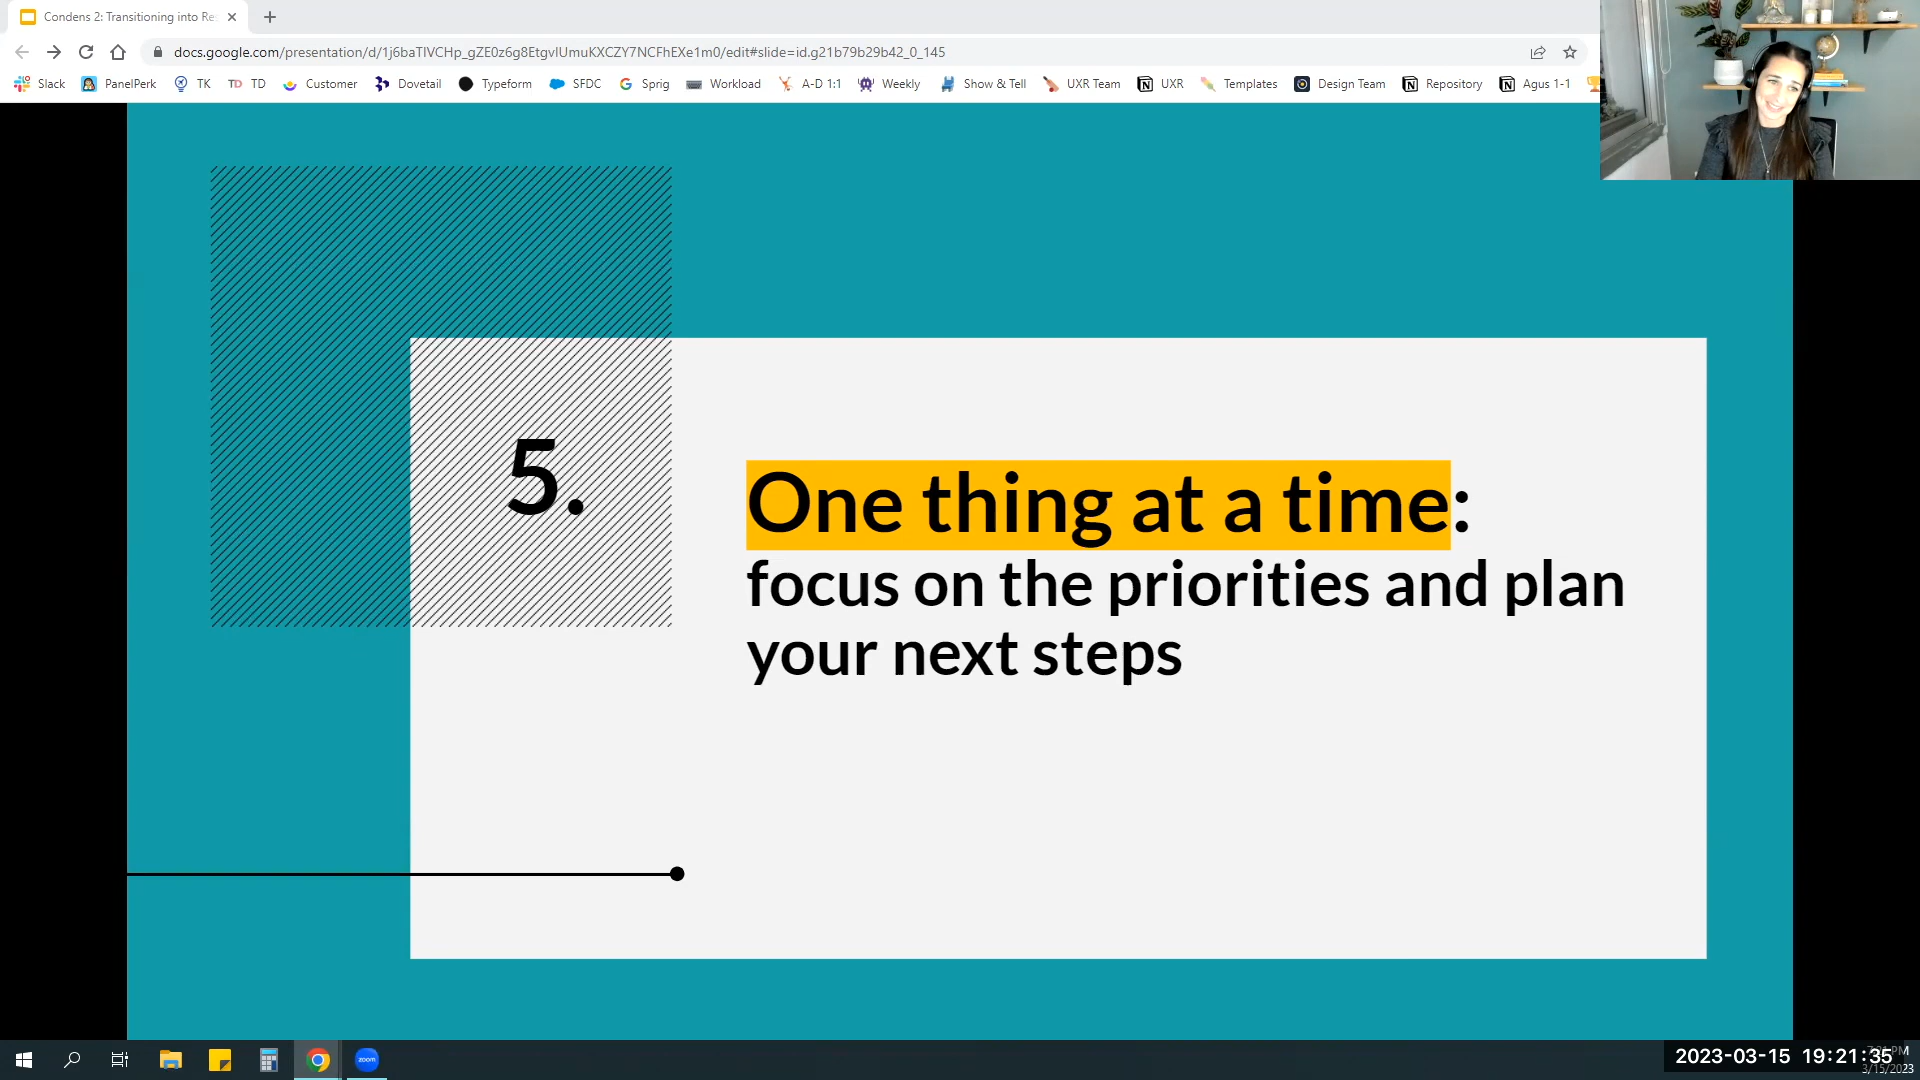 Condens 2: Transitioning into Re
docs.google.com/presentation/d/1j6baTlVCHp_gZE0z6g8EtgvlUmuKXCZY7NCFhEXe1m0/edit#slide=id.g21b79b29b42_0_145
Slack PanelPerk TK TD TD Customer Dovetail Typeform SFDC Sprig Workload A-D 1:1 Weekly Show & Tell UXR Team UXR Templates Design Team Repository Agus 1-1
5.
One thing at a time:
focus on the priorities and plan
your next steps
zoom
2023-03-15 19:21:35
3/15/2023